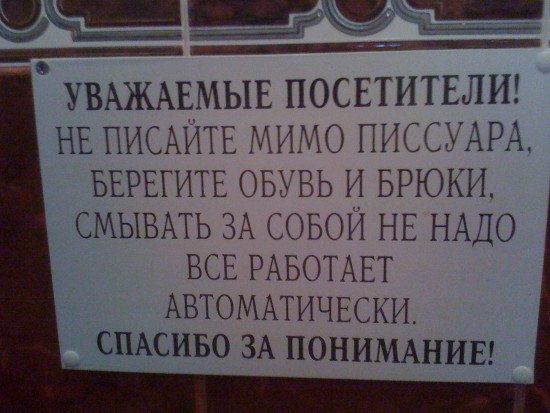 УВАЖАЕМЫЕ ПОСЕТИТЕЛИ!
НЕ ПИСАЙТЕ МИМО ПИССУАРА,
БЕРЕГИТЕ ОБУВЬ И БРЮКИ,
СМЫВАТЬ ЗА СОБОЙ НЕ НАДО
ВСЕ РАБОТАЕТ
АВТОМАТИЧЕСКИ.
СПАСИБО ЗА ПОНИМАНИЕ!